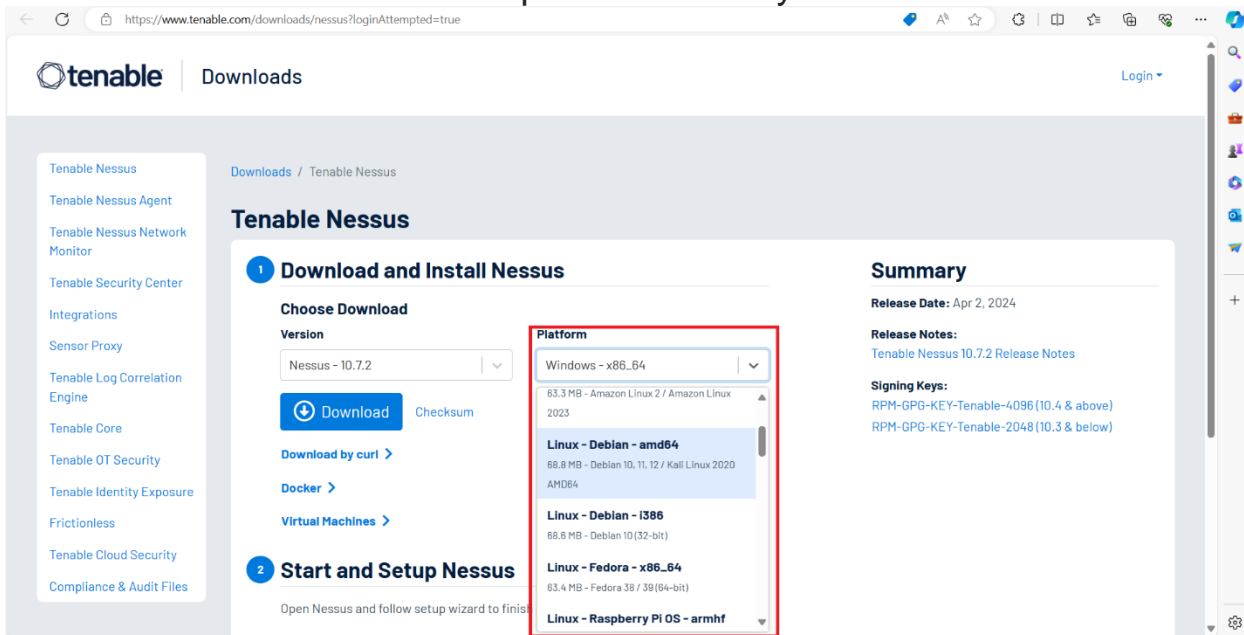 https://www.tenable.com/downloads/nessus?loginAttempted=true
tenable
Downloads
Login
Tenable Nessus
Tenable Nessus Agent
Tenable Nessus Network
Monitor
Tenable Security Center
Integrations
Sensor Proxy
Tenable Log Correlation
Engine
Tenable Core
Tenable OT Security
Tenable Identity Exposure
Frictionless
Tenable Cloud Security
Compliance & Audit Files
Downloads / Tenable Nessus
Tenable Nessus
1 Download and Install Nessus
Choose Download
Version
Nessus - 10.7.2
Download
Checksum
Download by curl
Docker
Virtual Machines
Platform
Windows - x86_64
63.3 MB - Amazon Linux 2 / Amazon Linux
2023
Linux - Debian - amd64
68.8 MB - Debian 10, 11, 12 / Kali Linux 2020
AMD64
Linux - Debian - i386
68.6 MB - Debian 10 (32-bit)
Linux - Fedora - x86_64
63.4 MB - Fedora 38 / 39 (64-bit)
Linux - Raspberry Pi OS - armhf
2 Start and Setup Nessus
Open Nessus and follow setup wizard to finish
Summary
Release Date: Apr 2, 2024
Release Notes:
Tenable Nessus 10.7.2 Release Notes
Signing Keys:
RPM-GPG-KEY-Tenable-4096 (10.4 & above)
RPM-GPG-KEY-Tenable-2048 (10.3 & below)